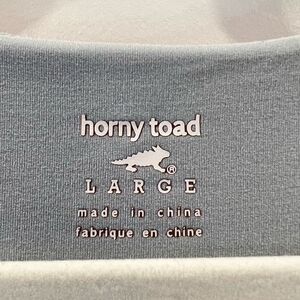 horny toad
®
LARGE
made in china
fabrique en chine